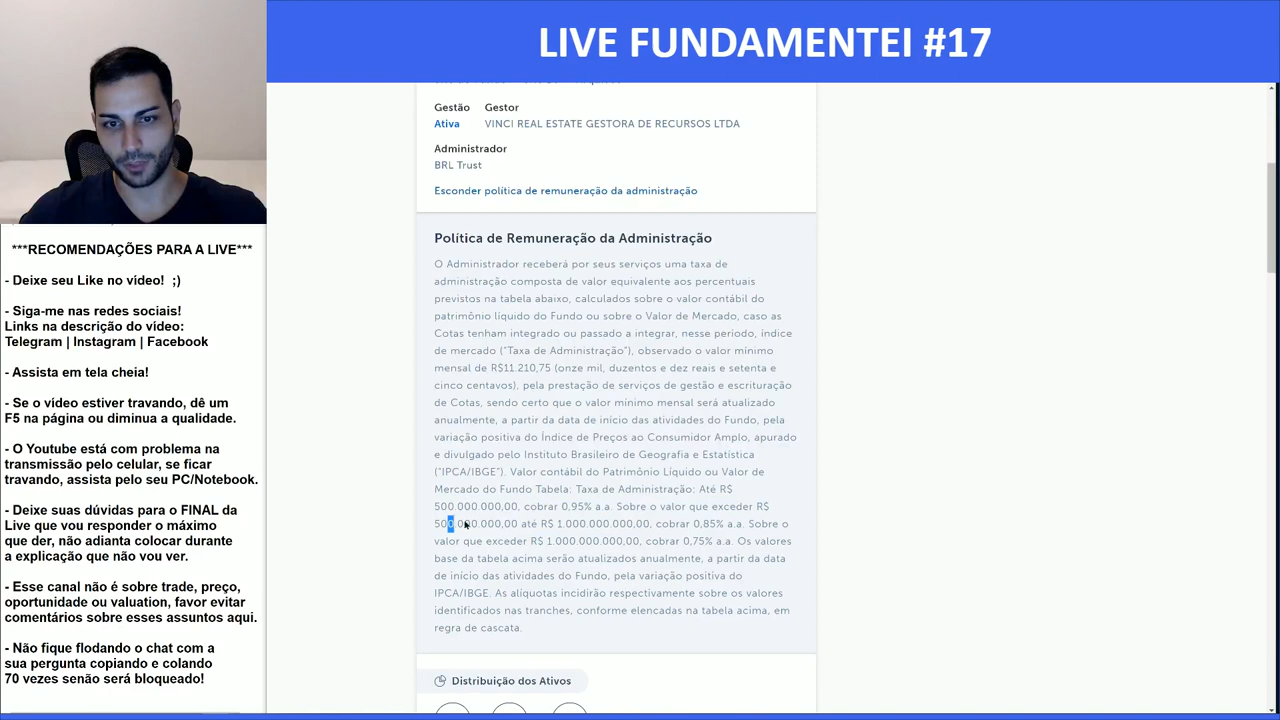 LIVE FUNDAMENTEI #17
***RECOMENDAÇÕES PARA A LIVE***
- Deixe seu Like no vídeo!  ;)
- Siga-me nas redes sociais!
Links na descrição do vídeo:
Telegram | Instagram | Facebook
- Assista em tela cheia!
- Se o vídeo estiver travando, dê um
F5 na página ou diminua a qualidade.
- O Youtube está com problema na
transmissão pelo celular, se ficar
travando, assista pelo seu PC/Notebook.
- Deixe suas dúvidas para o FINAL da
Live que vou responder o máximo
que der, não adianta colocar durante
a explicação que não vou ver.
- Esse canal não é sobre trade, preço,
oportunidade ou valuation, favor evitar
comentários sobre esses assuntos aqui.
- Não fique flodando o chat com a
sua pergunta copiando e colando
70 vezes senão será bloqueado!
Gestão Gestor
Ativa VINCI REAL ESTATE GESTORA DE RECURSOS LTDA
Administrador
BRL Trust
Esconder política de remuneração da administração
Política de Remuneração da Administração
O Administrador receberá por seus serviços uma taxa de
administração composta de valor equivalente aos percentuais
previstos na tabela abaixo, calculados sobre o valor contábil do
patrimônio líquido do Fundo ou sobre o Valor de Mercado, caso as
Cotas tenham integrado ou passado a integrar, nesse período, índice
de mercado ("Taxa de Administração"), observado o valor mínimo
mensal de R$11.210,75 (onze mil, duzentos e dez reais e setenta e
cinco centavos), pela prestação de serviços de gestão e escrituração
de Cotas, sendo certo que o valor mínimo mensal será atualizado
anualmente, a partir da data de início das atividades do Fundo, pela
variação positiva do Índice de Preços ao Consumidor Amplo, apurado
e divulgado pelo Instituto Brasileiro de Geografia e Estatística
("IPCA/IBGE"). Valor contábil do Patrimônio Líquido ou Valor de
Mercado do Fundo Tabela: Taxa de Administração: Até R$
500.000.000,00, cobrar 0,95% a.a. Sobre o valor que exceder R$
500.000.000,00 até R$ 1.000.000.000,00, cobrar 0,85% a.a. Sobre o
valor que exceder R$ 1.000.000.000,00, cobrar 0,75% a.a. Os valores
base da tabela acima serão atualizados anualmente, a partir da data
de início das atividades do Fundo, pela variação positiva do
IPCA/IBGE. As alíquotas incidirão respectivamente sobre os valores
identificados nas tranches, conforme elencadas na tabela acima, em
regra de cascata.
Distribuição dos Ativos